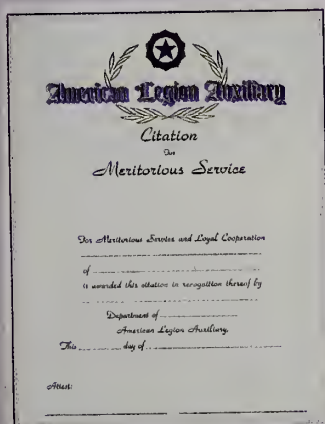 American Legion Auxiliary
Citation
For
Meritorious Service
For Meritorious Service and Loyal Cooperation
of
is awarded this citation in recognition thereof by
Department of
American Legion Auxiliary,
This day of
Attest: